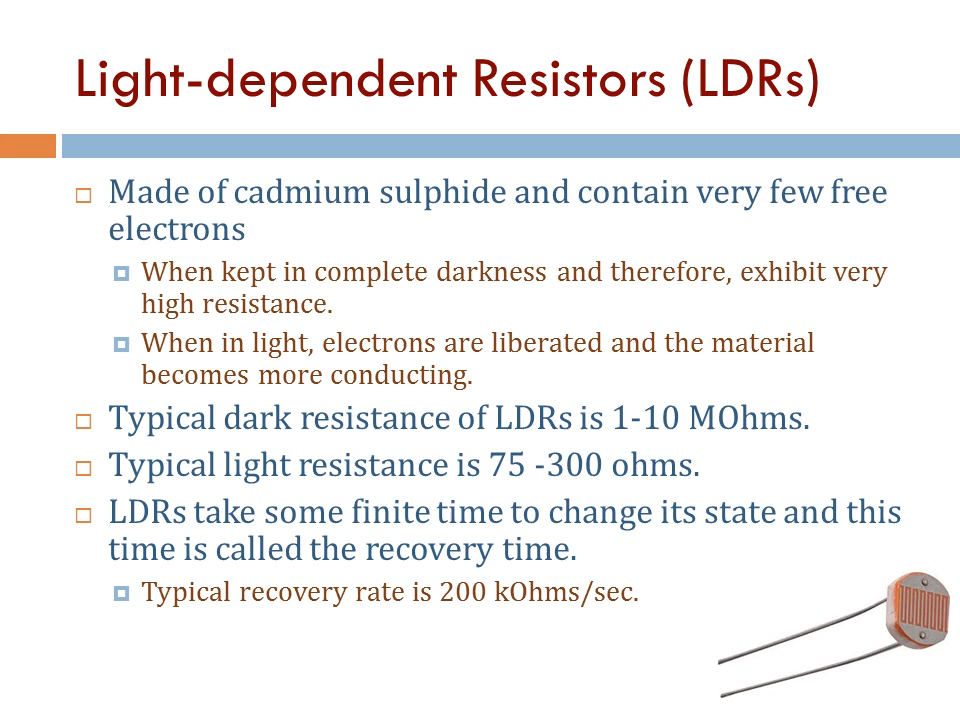 Light-dependent Resistors (LDRs)
Made of cadmium sulphide and contain very few free
electrons
When kept in complete darkness and therefore, exhibit very
high resistance.
When in light, electrons are liberated and the material
becomes more conducting.
Typical dark resistance of LDRs is 1-10 MOhms.
Typical light resistance is 75 -300 ohms.
LDRs take some finite time to change its state and this
time is called the recovery time.
Typical recovery rate is 200 kOhms/sec.